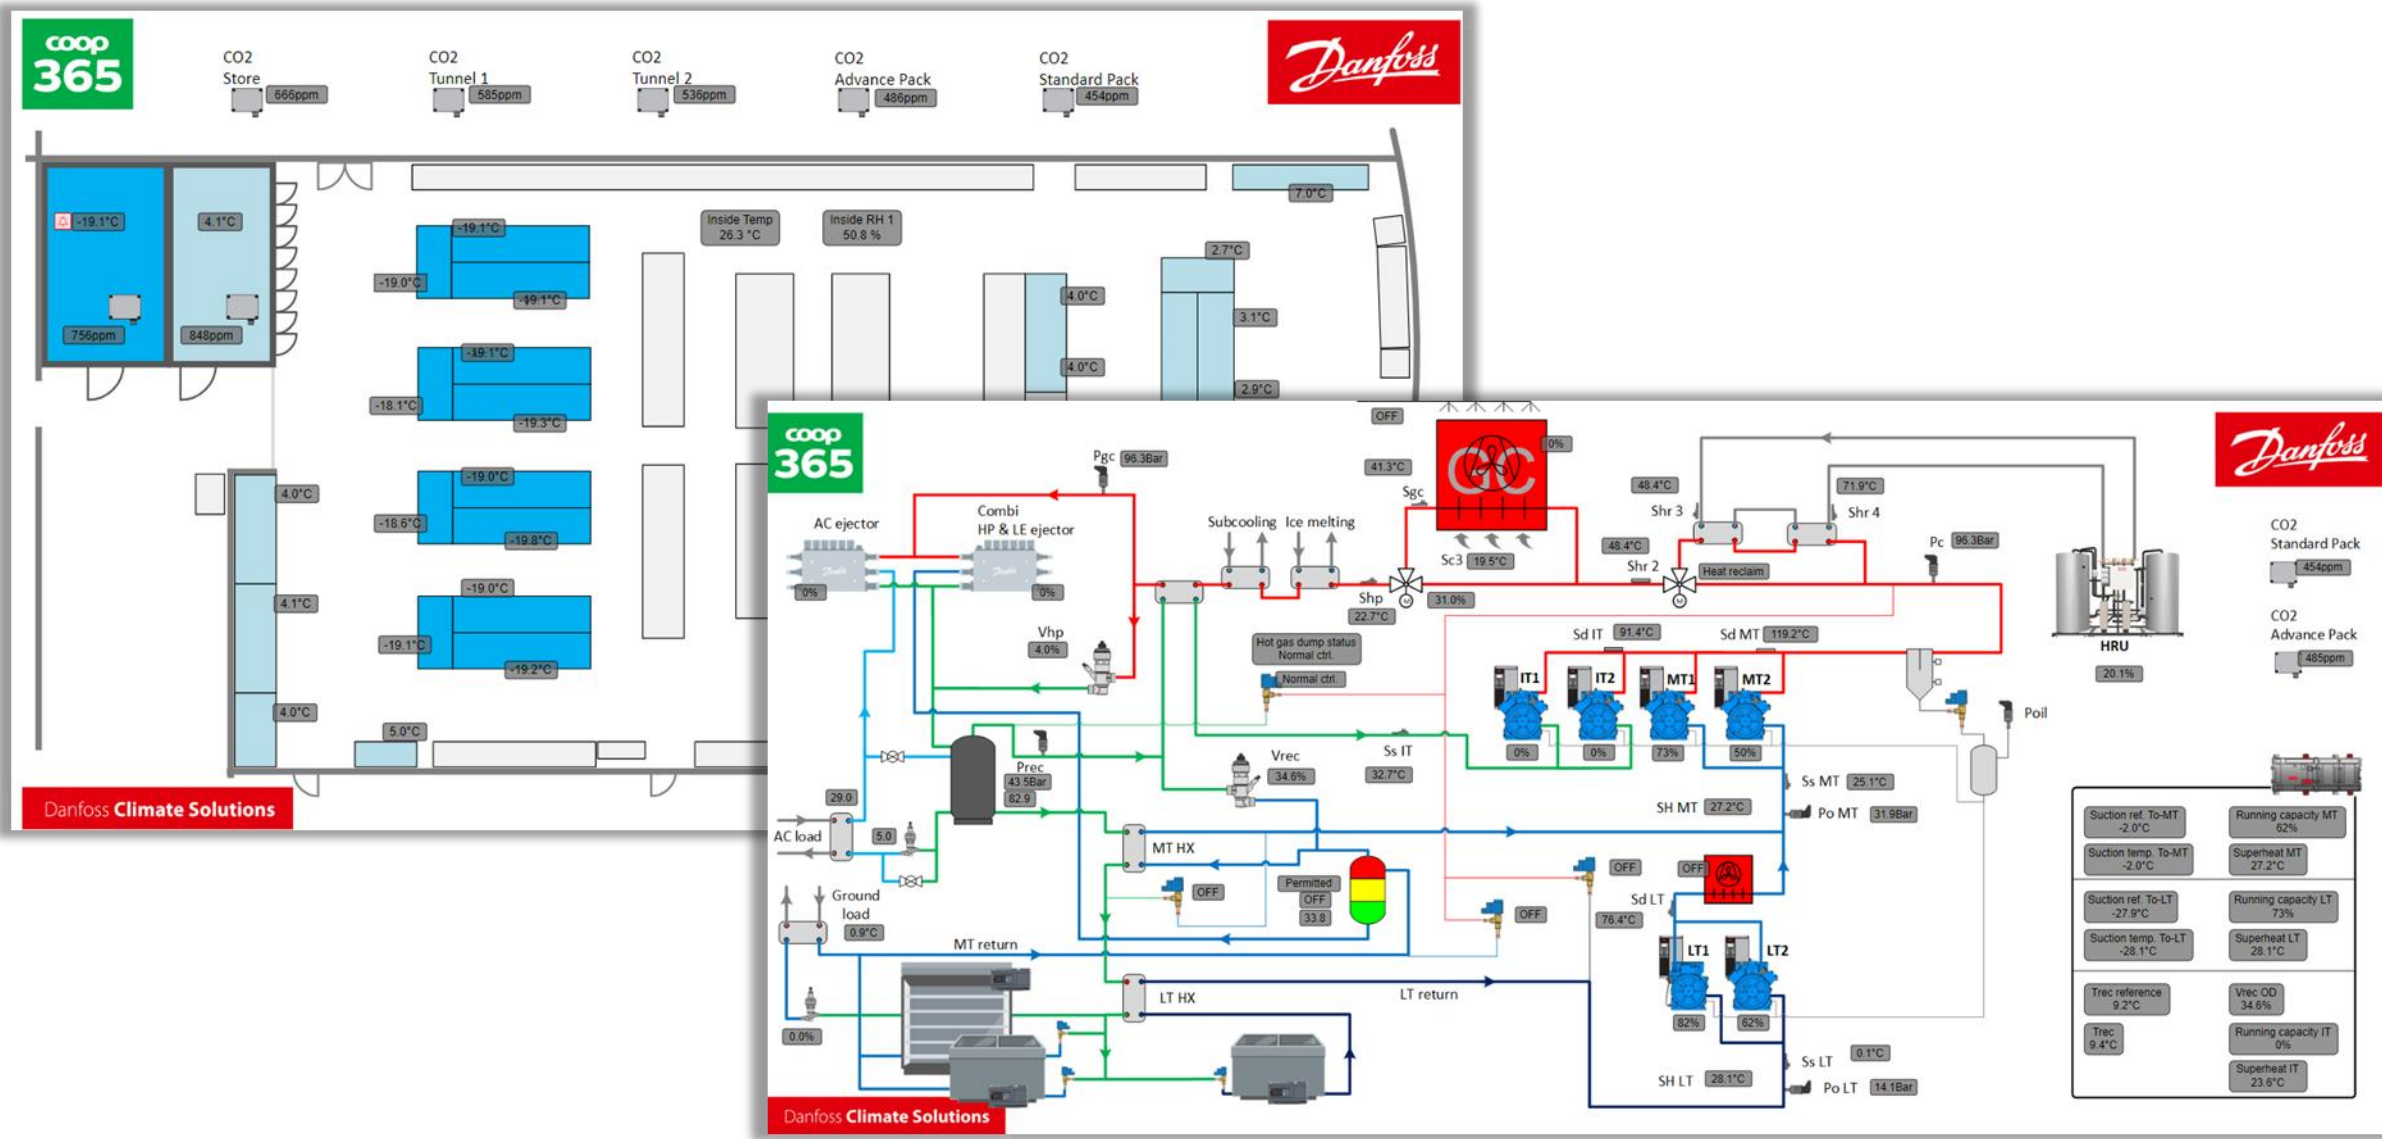 coop
365
CO2
Store
666ppm
CO2
Tunnel 1
585ppm
CO2
Tunnel 2
536ppm
CO2
Advance Pack
486ppm
CO2
Standard Pack
454ppm
Danfoss
7.0°C
-19.1°C
4.1°C
756ppm
848ppm
-19.1°C
-19.0°C
Inside Temp
26.3 °C
Inside RH 1
50.8 %
2.7°C
4.0°C
3.1°C
4.0°C
2.9°C
-18.1°C
-19.3°C
-19.0°C
-18.6°C
-19.8°C
-19.0°C
-19.1°C
-19.2°C
4.0°C
4.1°C
4.0°C
5.0°C
Danfoss Climate Solutions
coop
365
Danfoss
Pgc
96.3Bar
OFF
0%
GC
41.3°C
Sgc
Sc3
19.5°C
AC ejector
0%
Combi
HP & LE ejector
0%
Subcooling
Ice melting
48.4°C
Shr 3
71.9°C
Shr 4
48.4°C
Shr 2
Heat reclaim
Pc
96.3Bar
CO2
Standard Pack
454ppm
CO2
Advance Pack
485ppm
HRU
20.1%
Shp
22.7°C
M
31.0%
M
Vhp
4.0%
Hot gas dump status
Normal ctrl.
Normal ctrl.
Sd IT
91.4°C
Sd MT
119.2°C
IT1
IT2
MT1
MT2
0%
0%
73%
50%
Poil
Prec
43.5Bar
82.9
Vrec
34.6%
Ss IT
32.7°C
Ss MT
25.1°C
SH MT
27.2°C
Po MT
31.9Bar
29.0
AC load
5.0
MT HX
OFF
Permitted
OFF
33.8
OFF
OFF
OFF
76.4°C
Sd LT
Ground
load
0.9°C
MT return
LT HX
LT return
LT1
LT2
82%
62%
0.0%
Ss LT
0.1°C
SH LT
28.1°C
Po LT
14.1Bar
Suction ref. To-MT
-2.0°C
Running capacity MT
62%
Suction temp. To-MT
-2.0°C
Superheat MT
27.2°C
Suction ref. To-LT
-27.9°C
Running capacity LT
73%
Suction temp. To-LT
-28.1°C
Superheat LT
28.1°C
Trec reference
9.2°C
Vrec OD
34.6%
Trec
9.4°C
Running capacity IT
0%
Superheat IT
23.6°C
Danfoss Climate Solutions